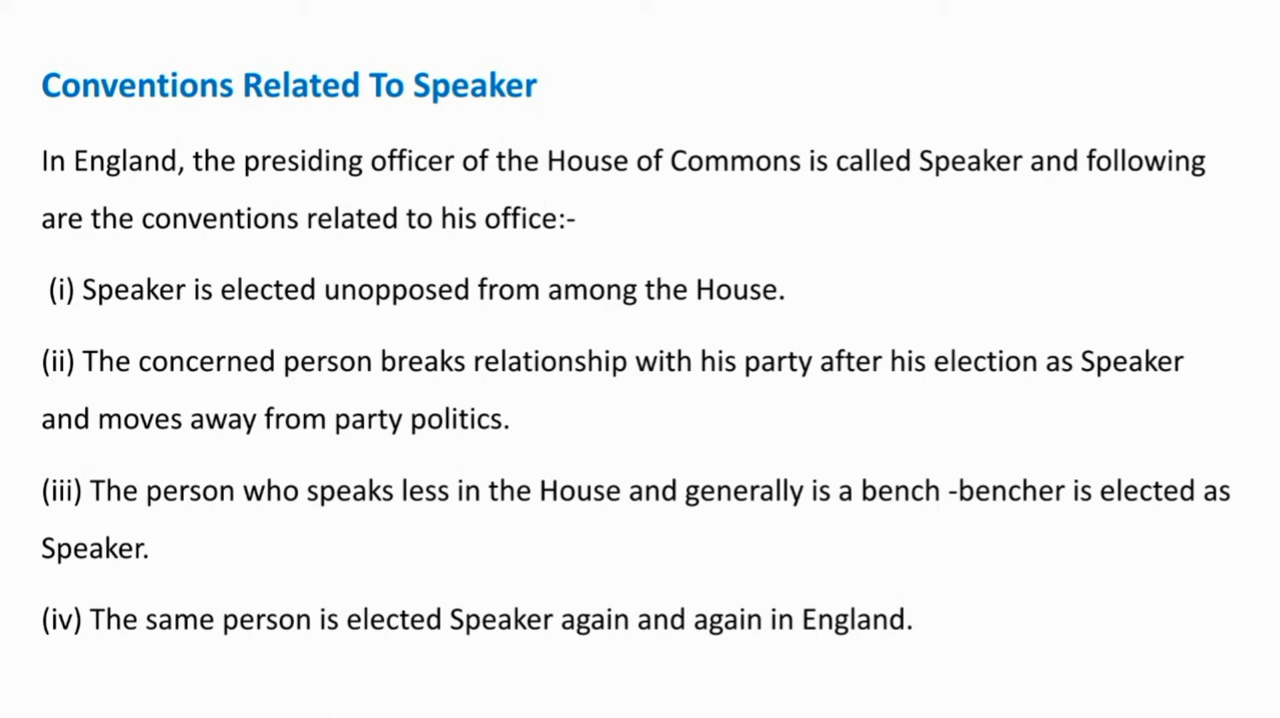 Conventions Related To Speaker
In England, the presiding officer of the House of Commons is called Speaker and following
are the conventions related to his office:-
(i) Speaker is elected unopposed from among the House.
(ii) The concerned person breaks relationship with his party after his election as Speaker
and moves away from party politics.
(iii) The person who speaks less in the House and generally is a bench -bencher is elected as
Speaker.
(iv) The same person is elected Speaker again and again in England.